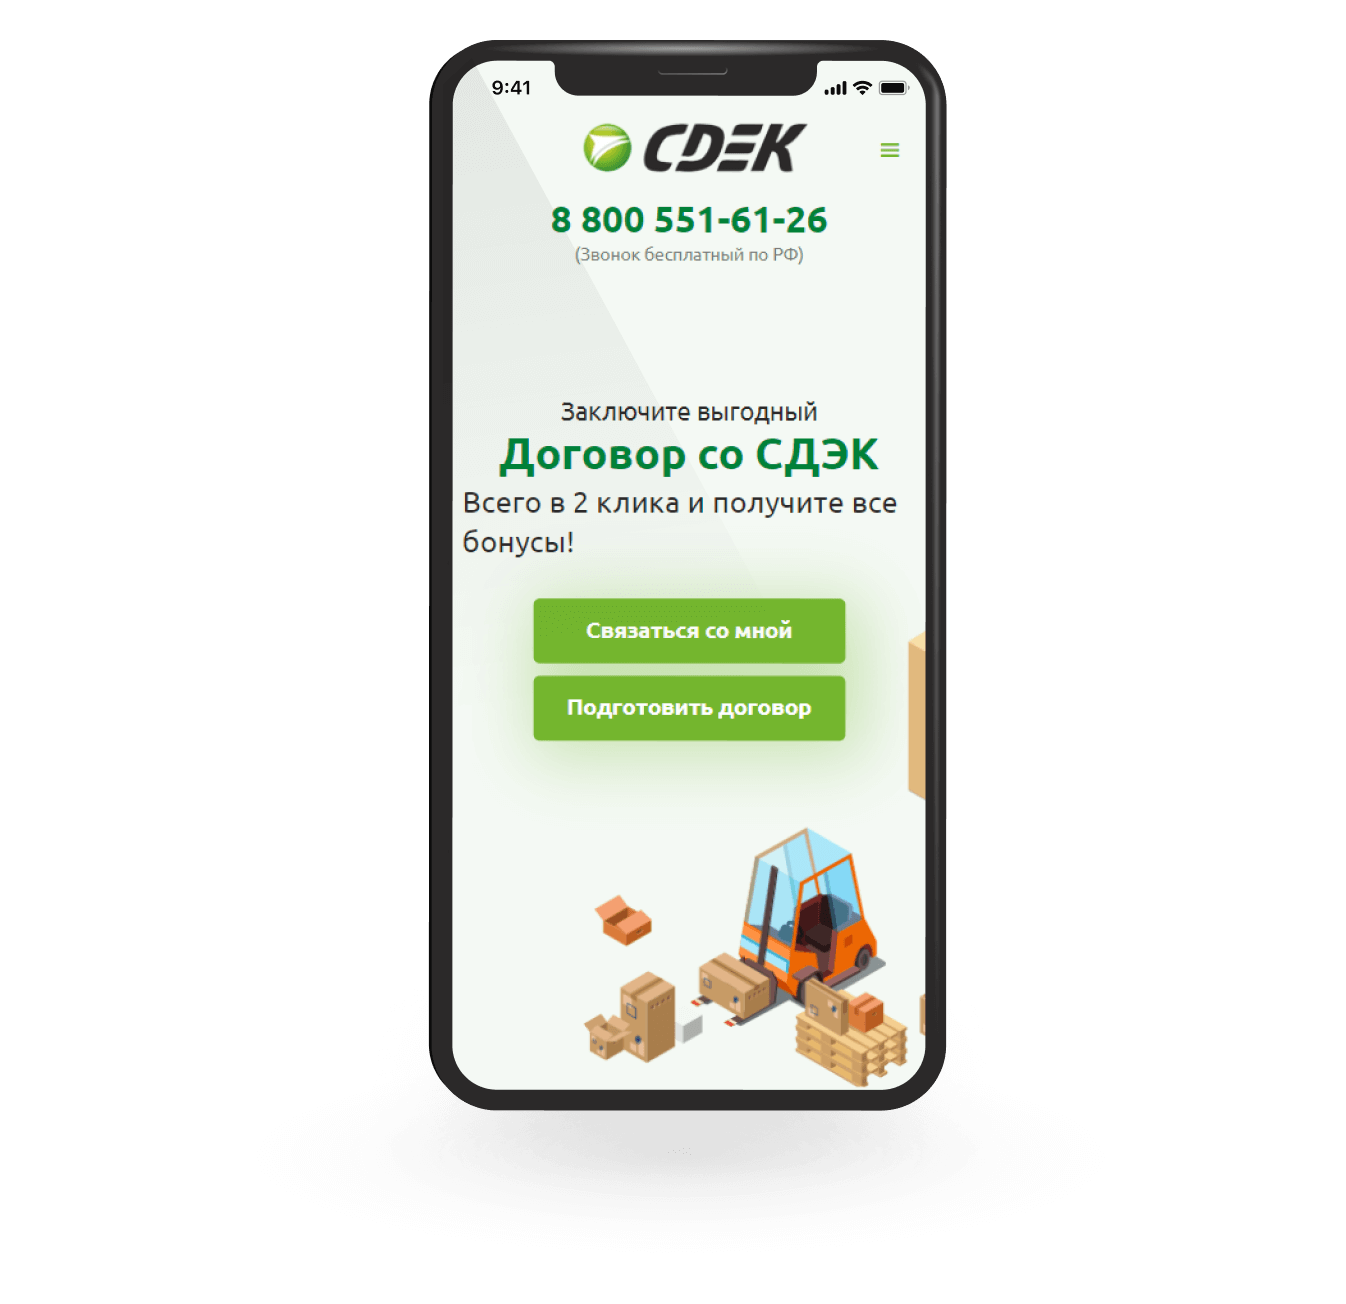 9:41
CDEK
8 800 551-61-26
(Звонок бесплатный по РФ)
Заключите выгодный
Договор со СДЭК
Всего в 2 клика и получите все
бонусы!
Связаться со мной
Подготовить договор